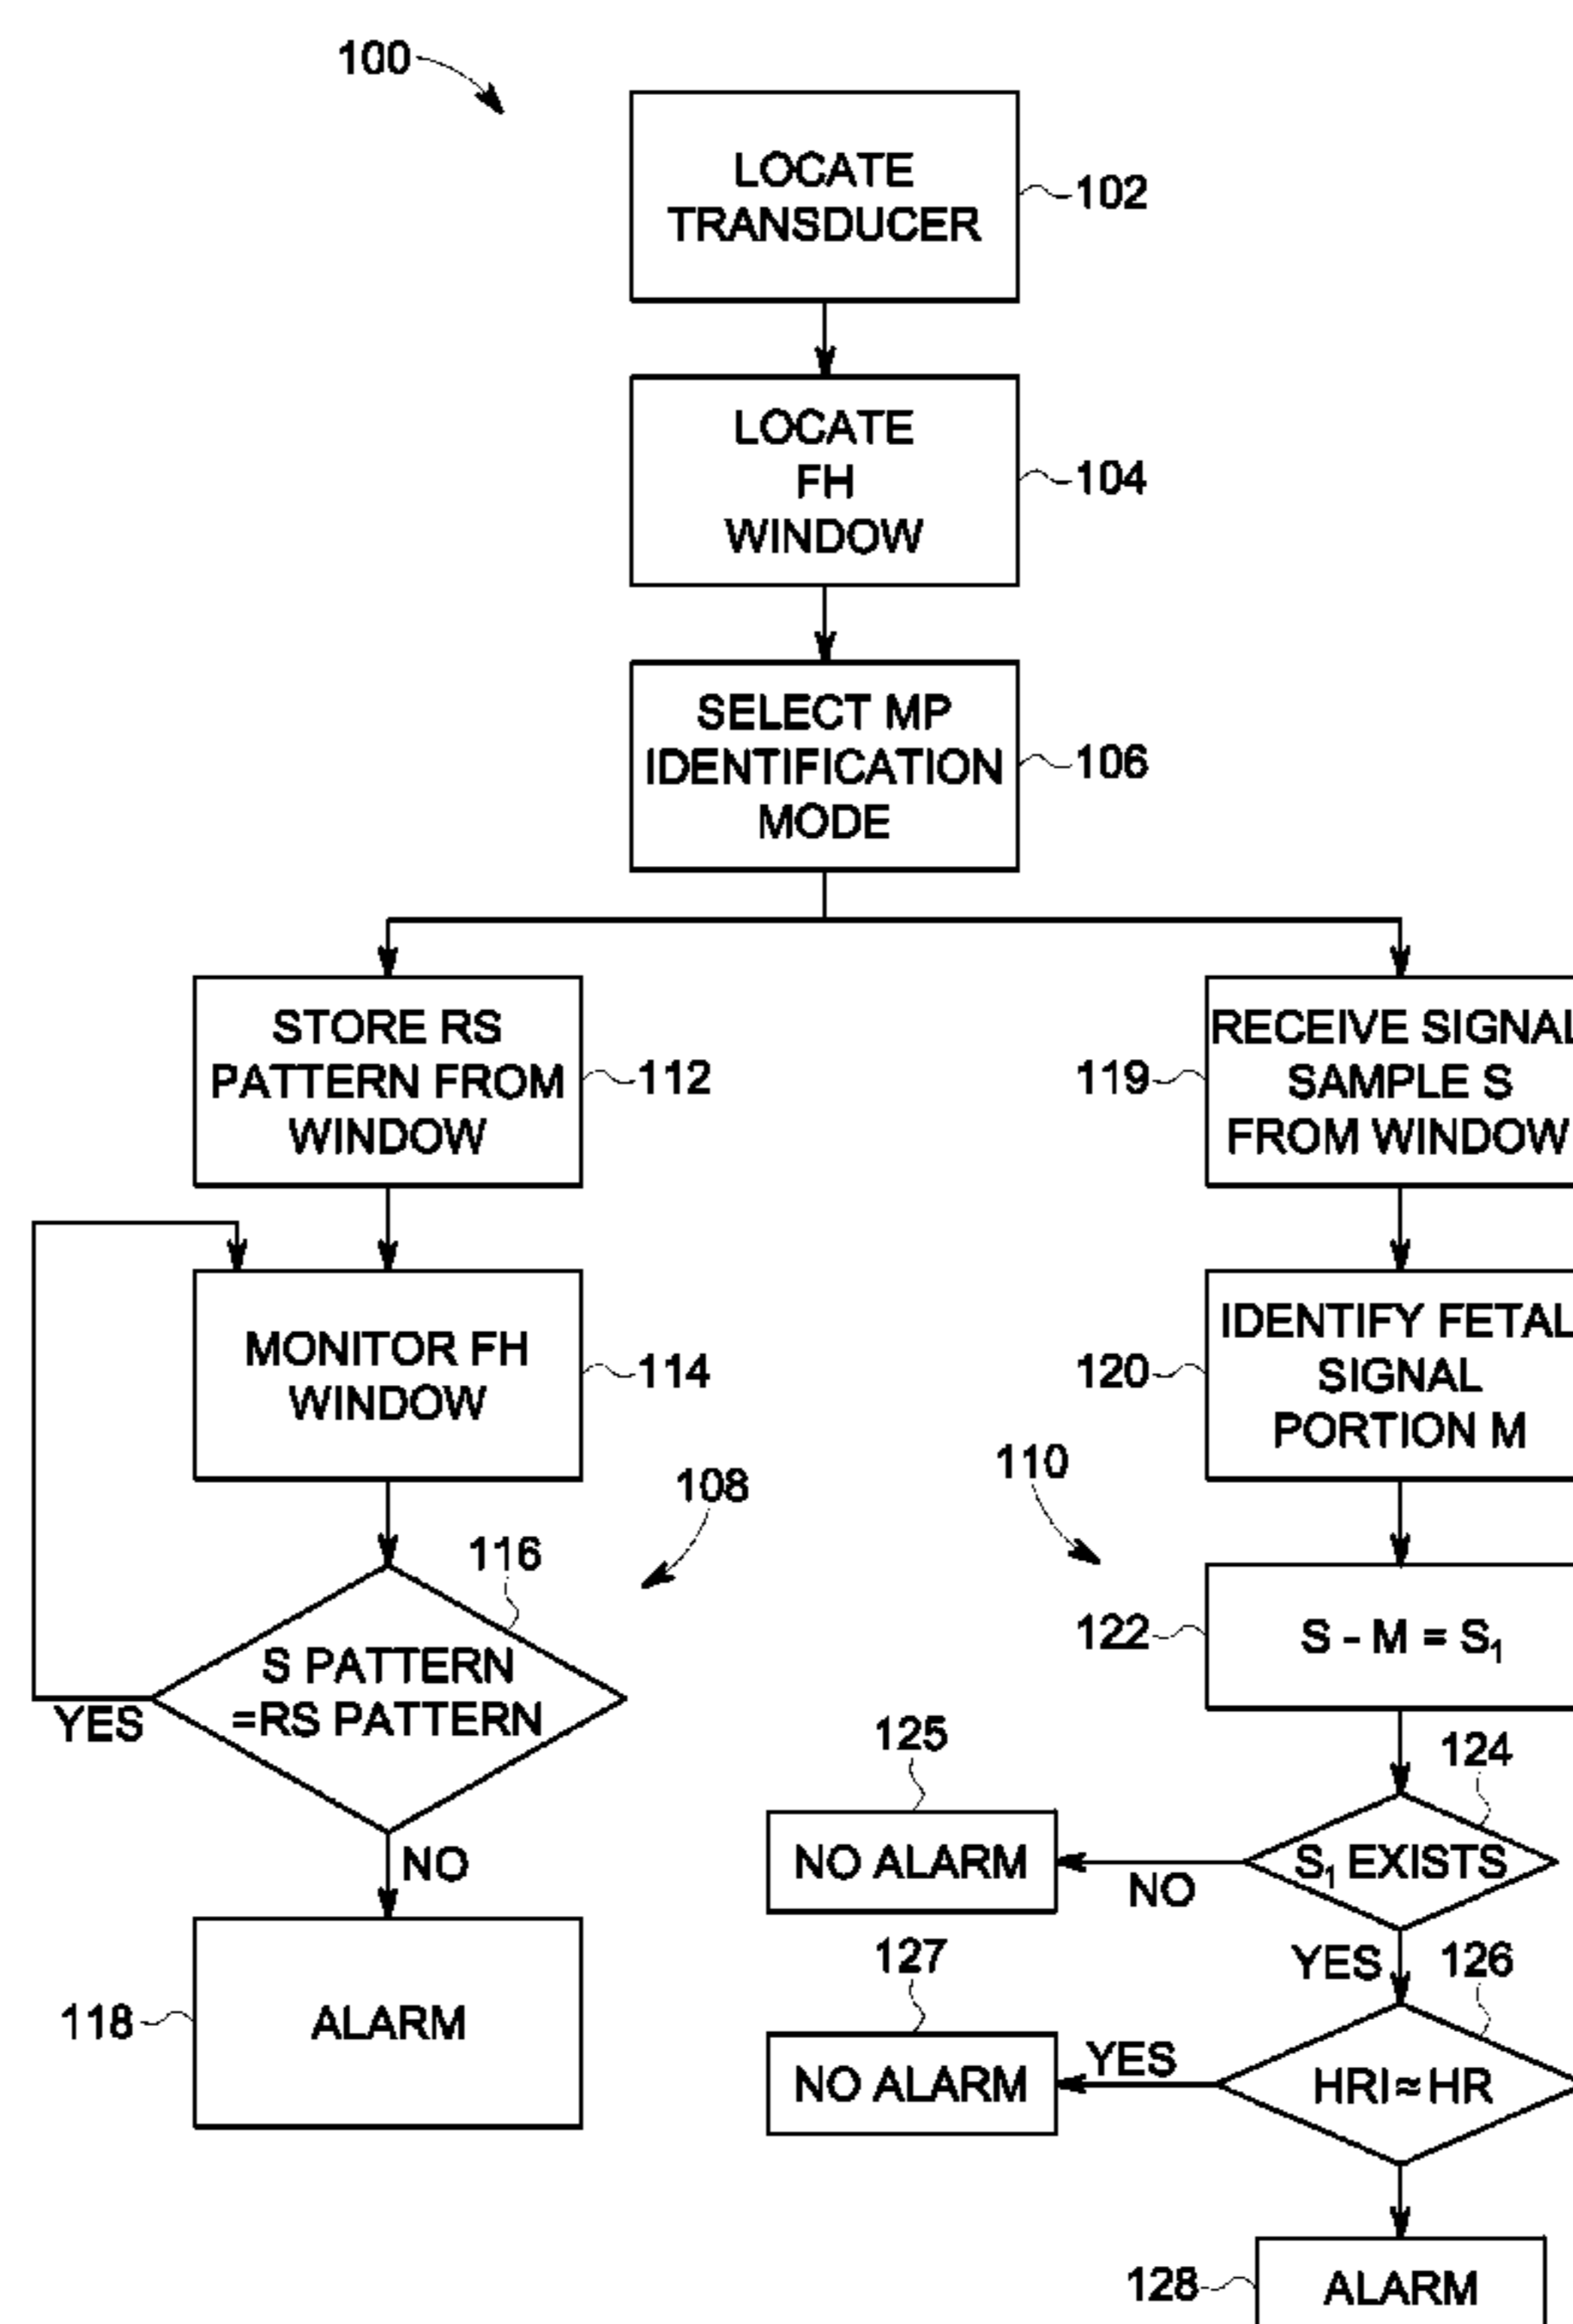 100
LOCATE
TRANSDUCER
102
LOCATE
FH
WINDOW
104
SELECT MP
IDENTIFICATION
MODE
106
STORE RS
PATTERN FROM
WINDOW
112
MONITOR FH
WINDOW
114
108
116
S PATTERN
=RS PATTERN
YES
NO
118
ALARM
119
RECEIVE SIGNAL
SAMPLE S
FROM WINDOW
120
IDENTIFY FETAL
SIGNAL
PORTION M
110
122
S - M = S₁
124
S₁ EXISTS
125
NO ALARM
NO
YES
126
127
NO ALARM
YES
HRI≈HR
128
ALARM